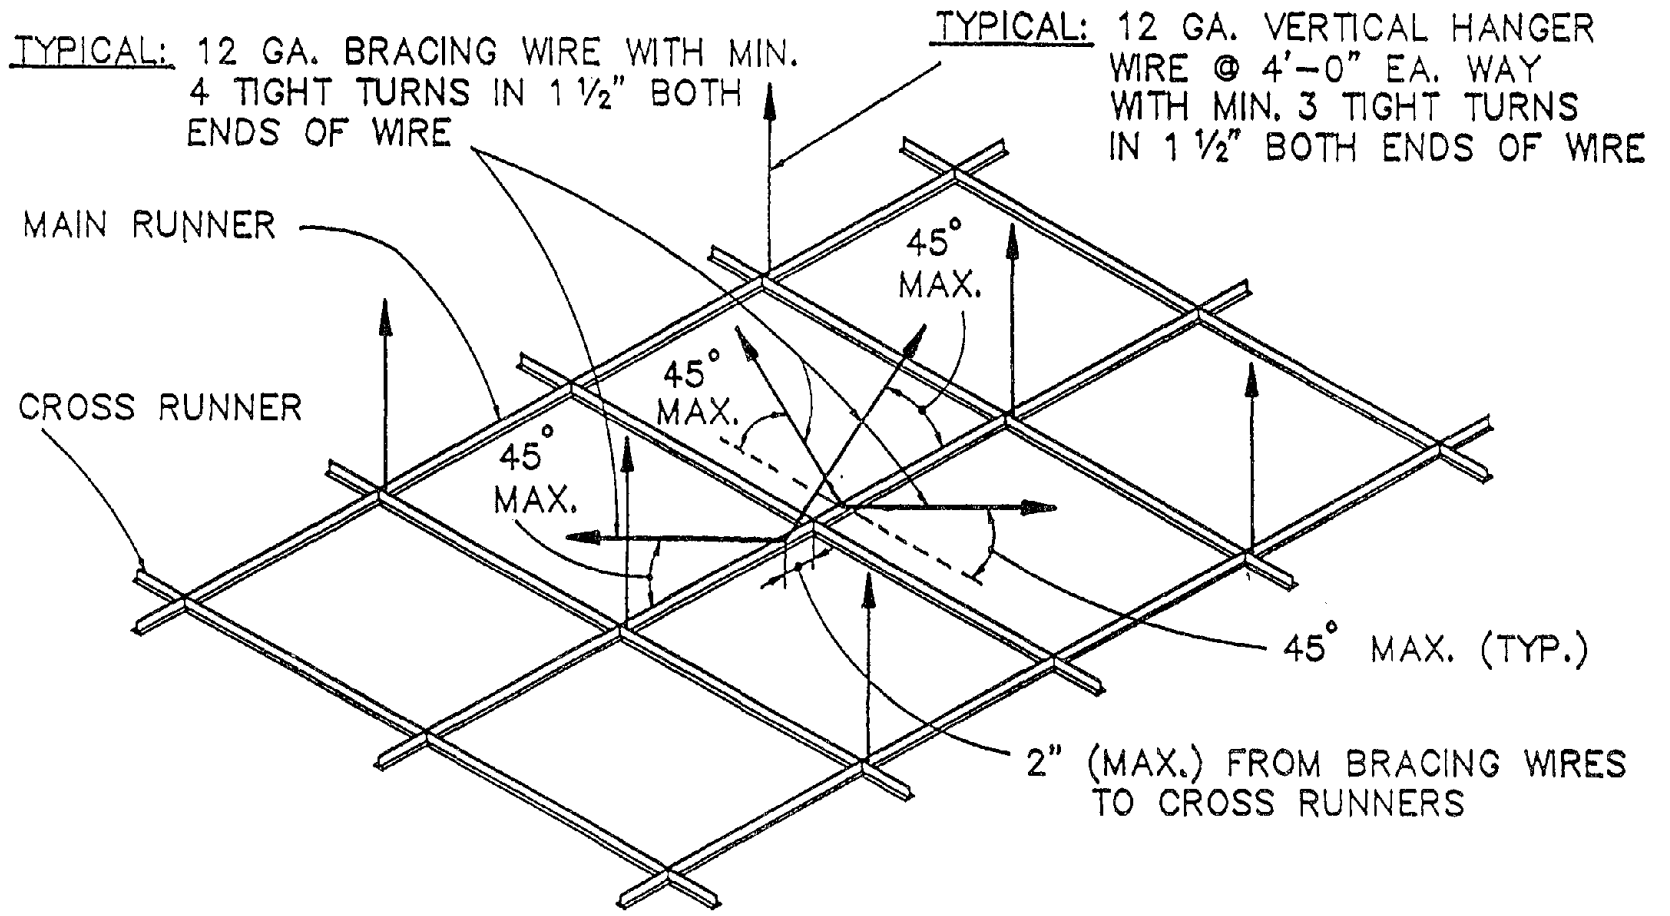 TYPICAL: 12 GA. BRACING WIRE WITH MIN.
4 TIGHT TURNS IN 1 1/2" BOTH
ENDS OF WIRE
TYPICAL: 12 GA. VERTICAL HANGER
WIRE @ 4'-0" EA. WAY
WITH MIN. 3 TIGHT TURNS
IN 1 1/2" BOTH ENDS OF WIRE
MAIN RUNNER
45°
MAX.
45°
MAX.
CROSS RUNNER
45°
MAX.
45° MAX. (TYP.)
2" (MAX.) FROM BRACING WIRES
TO CROSS RUNNERS